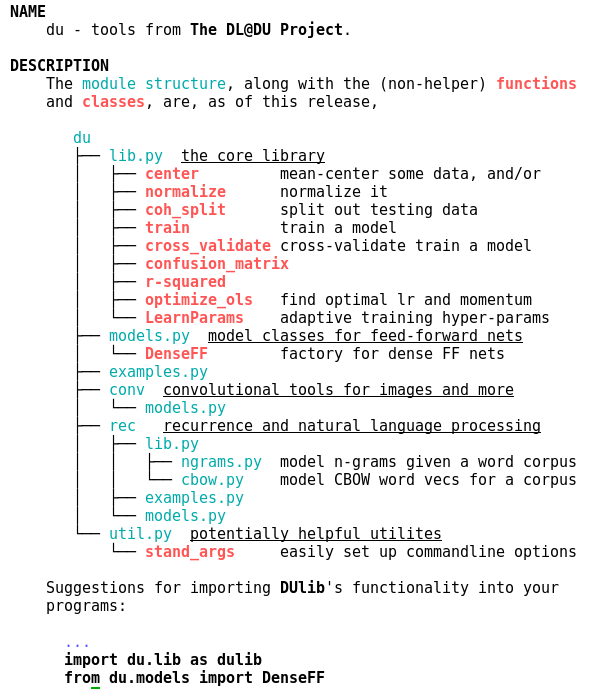 NAME
du - tools from The DL@DU Project.
DESCRIPTION
The module structure, along with the (non-helper) functions
and classes, are, as of this release,
du
├── lib.py  the core library
│   ├── center         mean-center some data, and/or
│   ├── normalize      normalize it
│   ├── coh_split      split out testing data
│   ├── train          train a model
│   ├── cross_validate cross-validate train a model
│   ├── confusion_matrix
│   ├── r-squared
│   ├── optimize_ols   find optimal lr and momentum
│   └── LearnParams    adaptive training hyper-params
├── models.py  model classes for feed-forward nets
│   └── DenseFF        factory for dense FF nets
├── examples.py
├── conv  convolutional tools for images and more
│   └── models.py
├── rec   recurrence and natural language processing
│   ├── lib.py
│   │   ├── ngrams.py  model n-grams given a word corpus
│   │   └── cbow.py    model CBOW word vecs for a corpus
│   ├── examples.py
│   └── models.py
└── util.py  potentially helpful utilites
    └── stand_args     easily set up commandline options
Suggestions for importing DUlib's functionality into your
programs:
...
import du.lib as dulib
from du.models import DenseFF